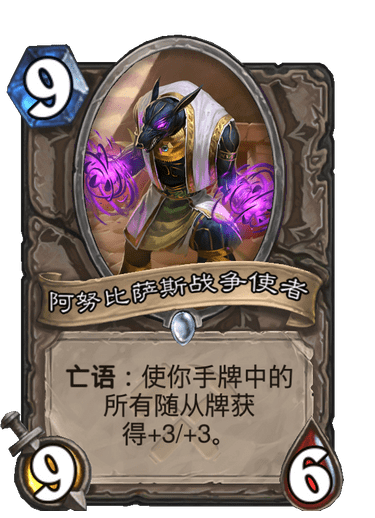 9
阿努比萨斯战争使者
亡语：使你手牌中的
所有随从牌获
得+3/+3。
9
6